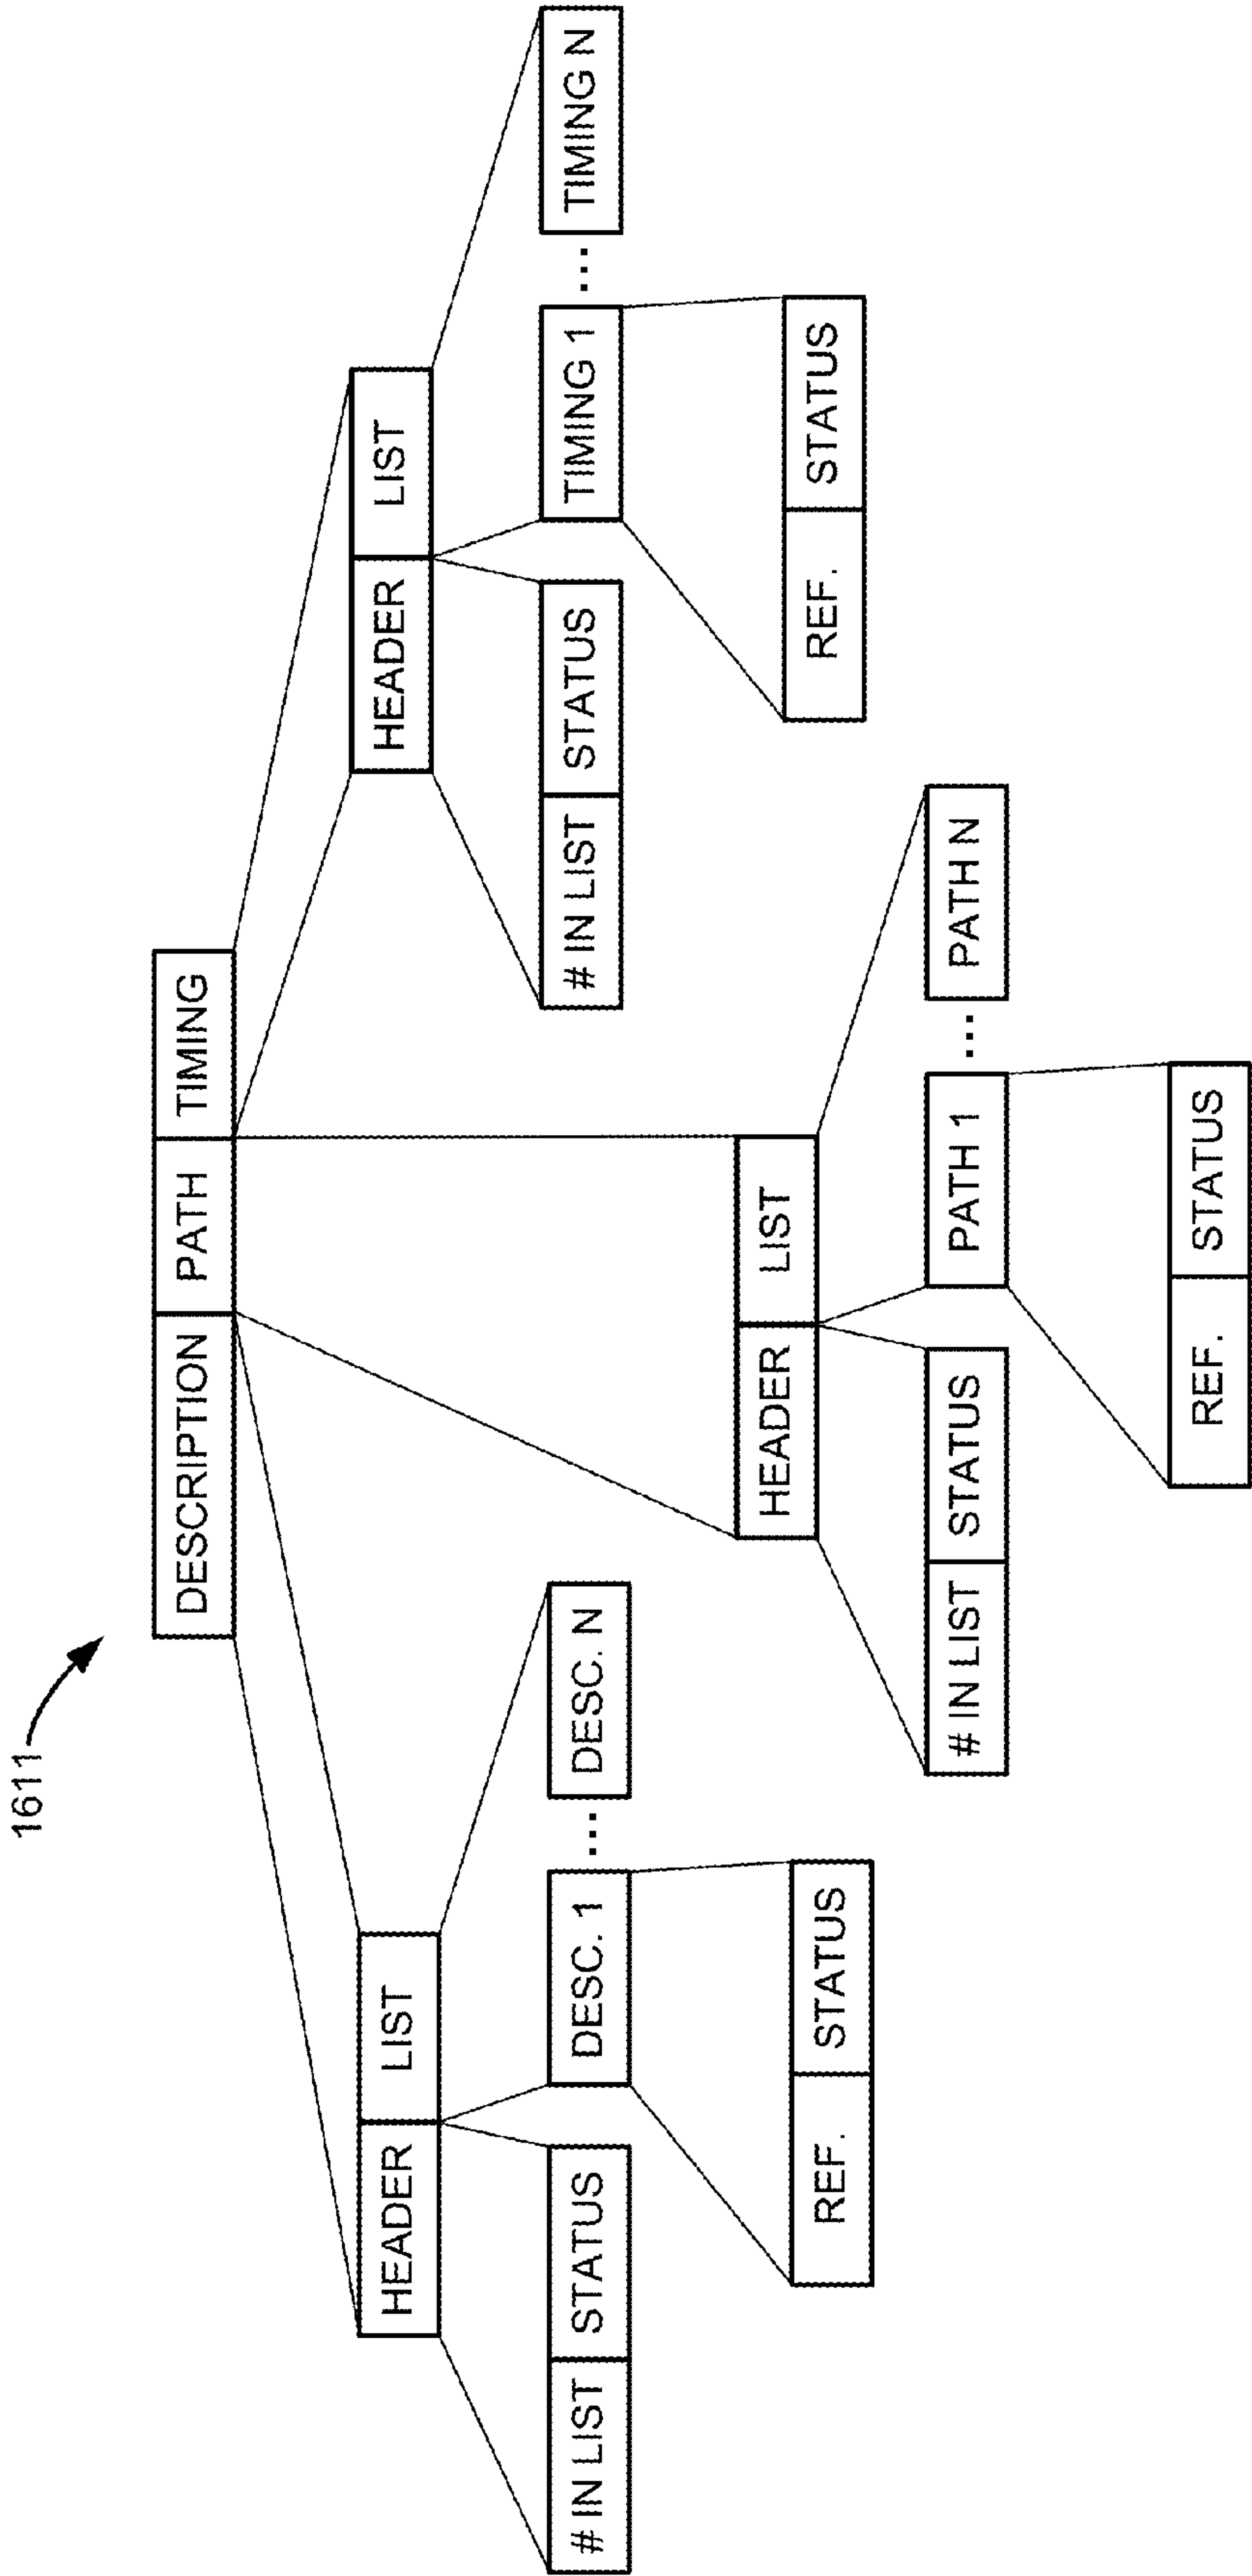 1611
DESCRIPTION PATH TIMING
HEADER LIST
# IN LIST STATUS
DESC. 1 ... DESC. N
REF. STATUS
HEADER LIST
# IN LIST STATUS
PATH 1 ... PATH N
REF. STATUS
HEADER LIST
# IN LIST STATUS
TIMING 1 ... TIMING N
REF. STATUS